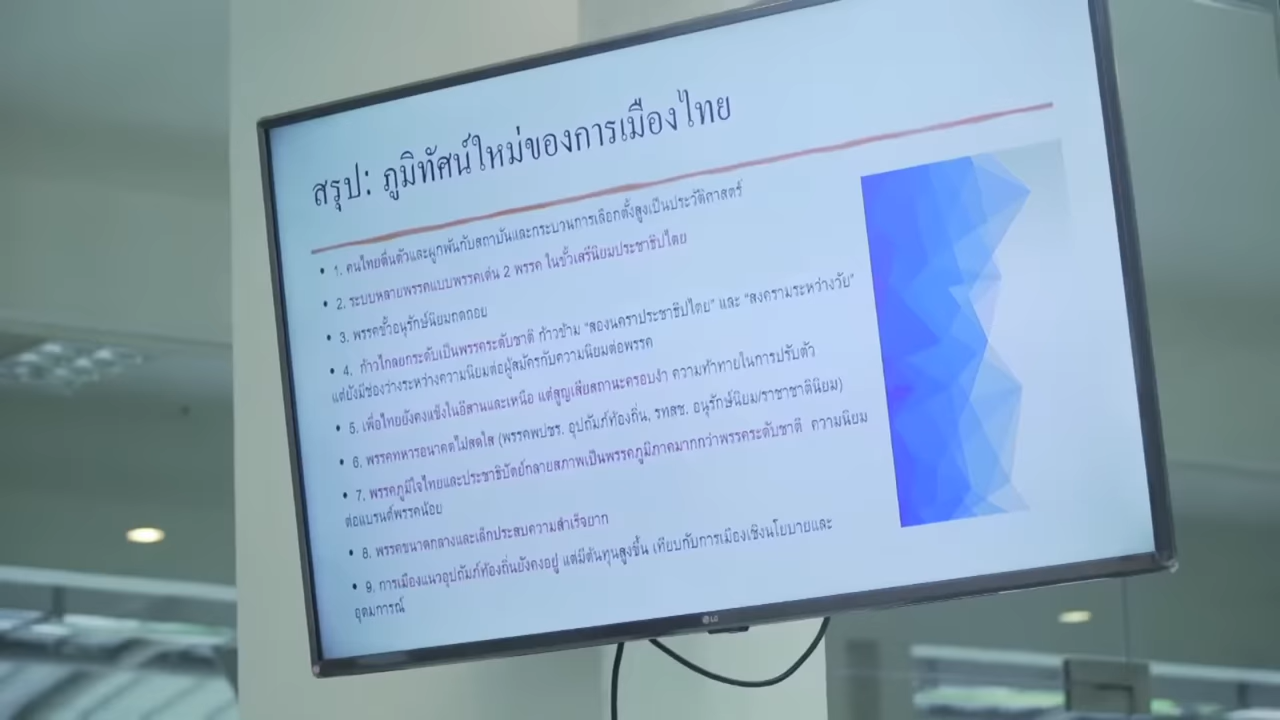 สรุป: ภูมิทัศน์ใหม่ของการเมืองไทย
• 1. คนไทยตื่นตัวและผูกพันกับสถาบันและกระบวนการเลือกตั้งสูงเป็นประวัติศาสตร์
• 2. ระบบหลายพรรคแบบพรรคเด่น 2 พรรค ในขั้วเสรีนิยมประชาธิปไตย
• 3. พรรคขั้วอนุรักษ์นิยมถดถอย
• 4. ก้าวไกลยกระดับเป็นพรรคระดับชาติ ก้าวข้าม “สองนคราประชาธิปไตย” และ “สงครามระหว่างวัย”
แต่ยังมีช่องว่างระหว่างความนิยมต่อผู้สมัครกับความนิยมต่อพรรค
• 5. เพื่อไทยยังคงแข็งในอีสานและเหนือ แต่สูญเสียสถานะครอบงำ ความท้าทายในการปรับตัว
• 6. พรรคทหารอนาคตไม่สดใส (พรรคพปชร. อุปถัมภ์ท้องถิ่น, รทสช. อนุรักษ์นิยม/ราชาชาตินิยม)
• 7. พรรคภูมิใจไทยและประชาธิปัตย์กลายสภาพเป็นพรรคภูมิภาคมากกว่าพรรคระดับชาติ ความนิยม
ต่อแบรนด์พรรคน้อย
• 8. พรรคขนาดกลางและเล็กประสบความสำเร็จยาก
• 9. การเมืองแนวอุปถัมภ์ท้องถิ่นยังคงอยู่ แต่มีต้นทุนสูงขึ้น เทียบกับการเมืองเชิงนโยบายและ
อุดมการณ์
LG